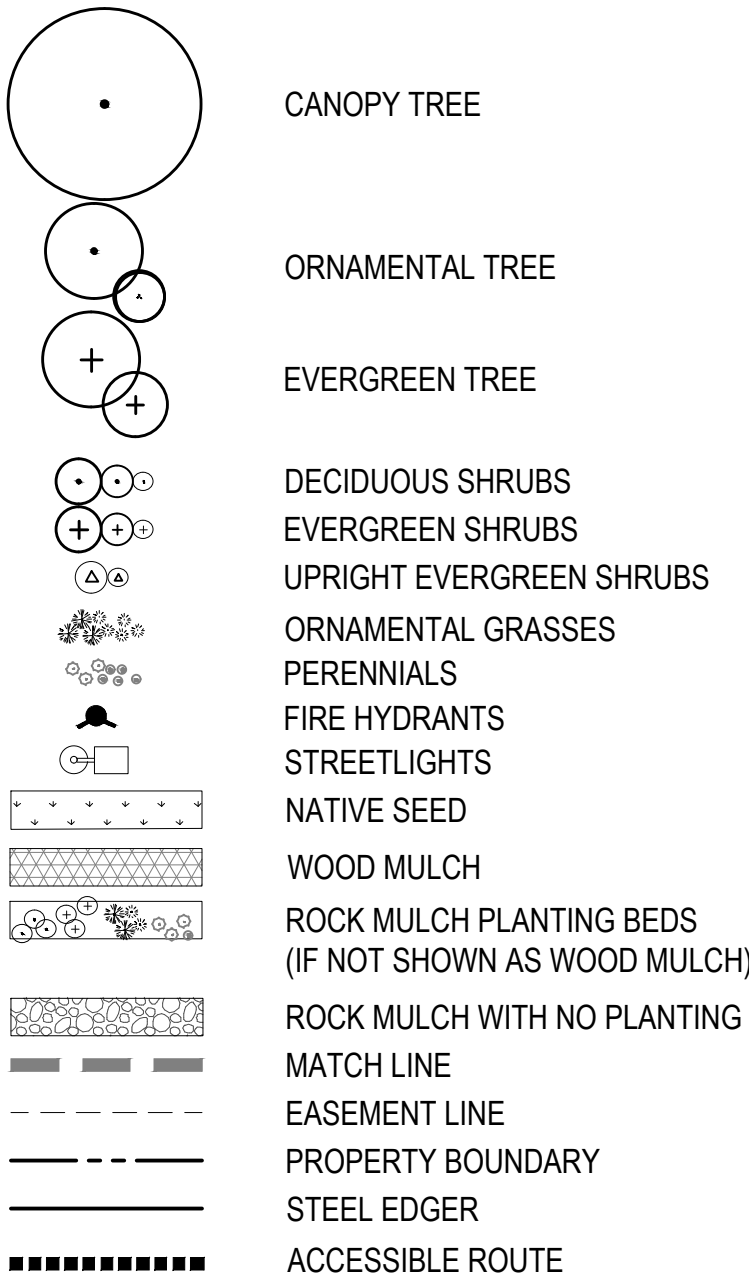 CANOPY TREE
ORNAMENTAL TREE
EVERGREEN TREE
DECIDUOUS SHRUBS
EVERGREEN SHRUBS
UPRIGHT EVERGREEN SHRUBS
ORNAMENTAL GRASSES
PERENNIALS
FIRE HYDRANTS
STREETLIGHTS
NATIVE SEED
WOOD MULCH
ROCK MULCH PLANTING BEDS
(IF NOT SHOWN AS WOOD MULCH)
ROCK MULCH WITH NO PLANTING
MATCH LINE
EASEMENT LINE
PROPERTY BOUNDARY
STEEL EDGER
ACCESSIBLE ROUTE